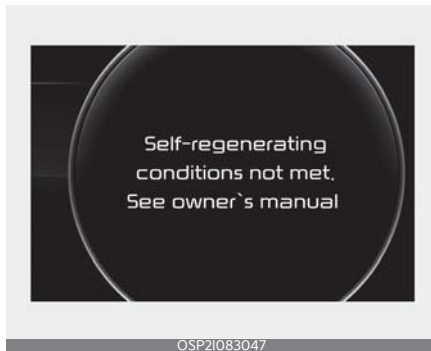 Self-regenerating
conditions not met.
See owner`s manual
OSP2I083047